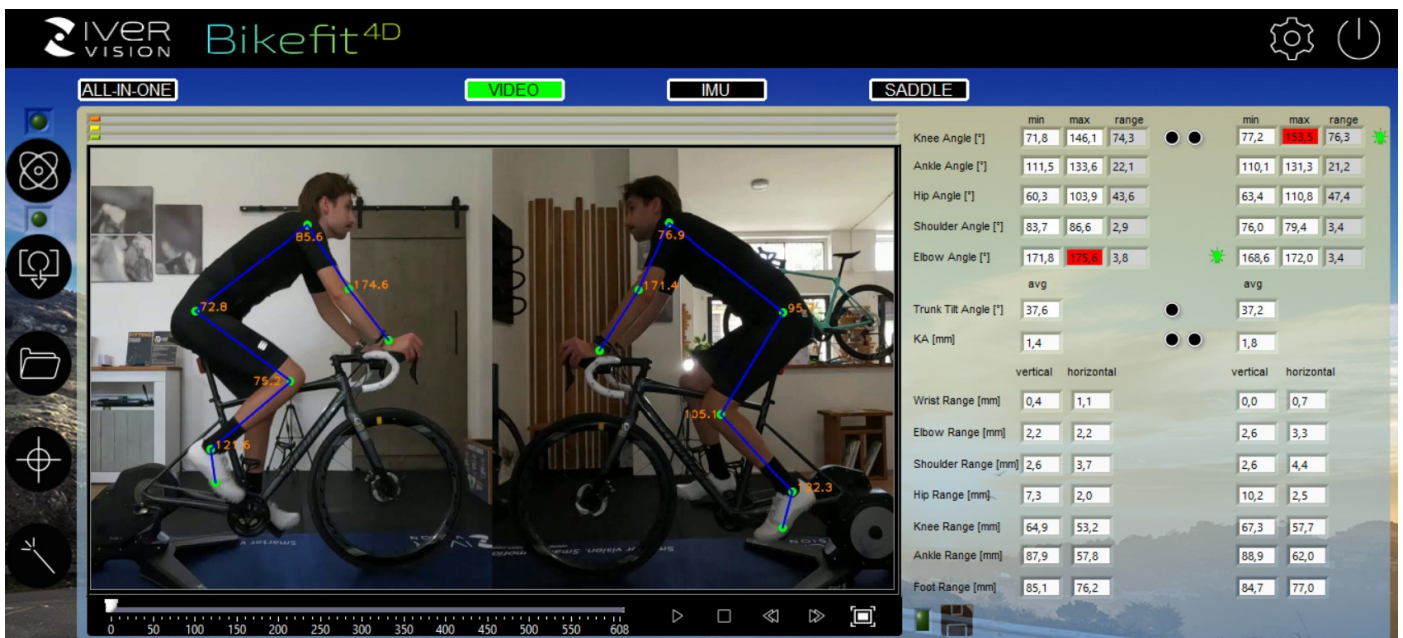 IVER
VISION
Bikefit4D
ALL-IN-ONE
VIDEO
IMU
SADDLE
85.6
174.6
72.8
75.2
76.9
171.4
105.1
min max range
min max range
Knee Angle [°] 71,8 146,1 74,3 77,2 153,5 76,3
Ankle Angle [°] 111,5 133,6 22,1 110,1 131,3 21,2
Hip Angle [°] 60,3 103,9 43,6 63,4 110,8 47,4
Shoulder Angle [°] 83,7 86,6 2,9 76,0 79,4 3,4
Elbow Angle [°] 171,8 175,6 3,8 168,6 172,0 3,4
avg avg
Trunk Tilt Angle [°] 37,6 37,2
KA [mm] 1,4 1,8
vertical horizontal vertical horizontal
Wrist Range [mm] 0,4 1,1 0,0 0,7
Elbow Range [mm] 2,2 2,2 2,6 3,3
Shoulder Range [mm] 2,6 3,7 2,6 4,4
Hip Range [mm] 7,3 2,0 10,2 2,5
Knee Range [mm] 64,9 53,2 67,3 57,7
Ankle Range [mm] 87,9 57,8 88,9 62,0
Foot Range [mm] 85,1 76,2 84,7 77,0
0 50 100 150 200 250 300 350 400 450 500 550 608